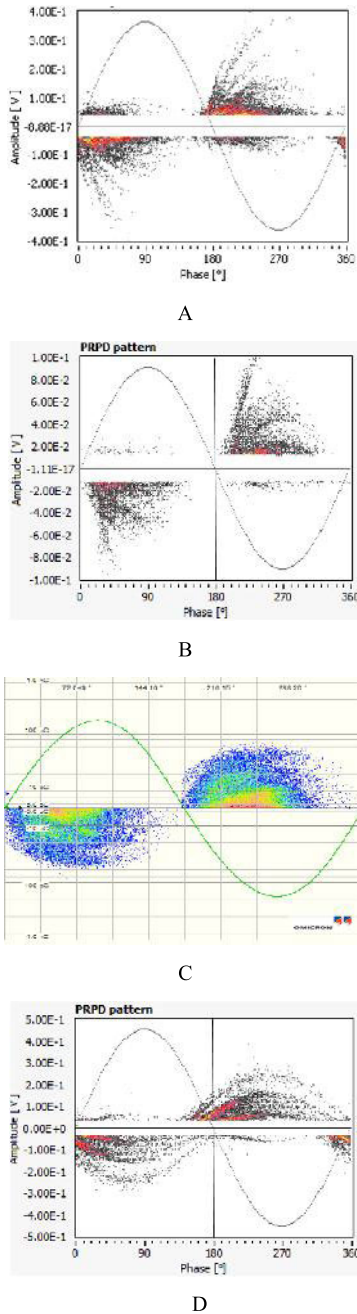 4.00E-1
3.00E-1
2.00E-1
1.00E-1
-0.00E-17
-1.00E-1
-2.00E-1
-3.00E-1
-4.00E-1
Amplitude [ V ]
0 90 180 270 360
Phase [°]
A
PRPD pattern
1.00E-1
8.00E-2
6.00E-2
4.00E-2
2.00E-2
-1.11E-17
-2.00E-2
-4.00E-2
-6.00E-2
-8.00E-2
-1.00E-1
Amplitude [ V ]
0 90 180 270 360
Phase [°]
B
OMICRON
C
PRPD pattern
5.00E-1
4.00E-1
3.00E-1
2.00E-1
1.00E-1
0.00E+0
-1.00E-1
-2.00E-1
-3.00E-1
-4.00E-1
-5.00E-1
Amplitude [ V ]
0 90 180 270 360
Phase [°]
D